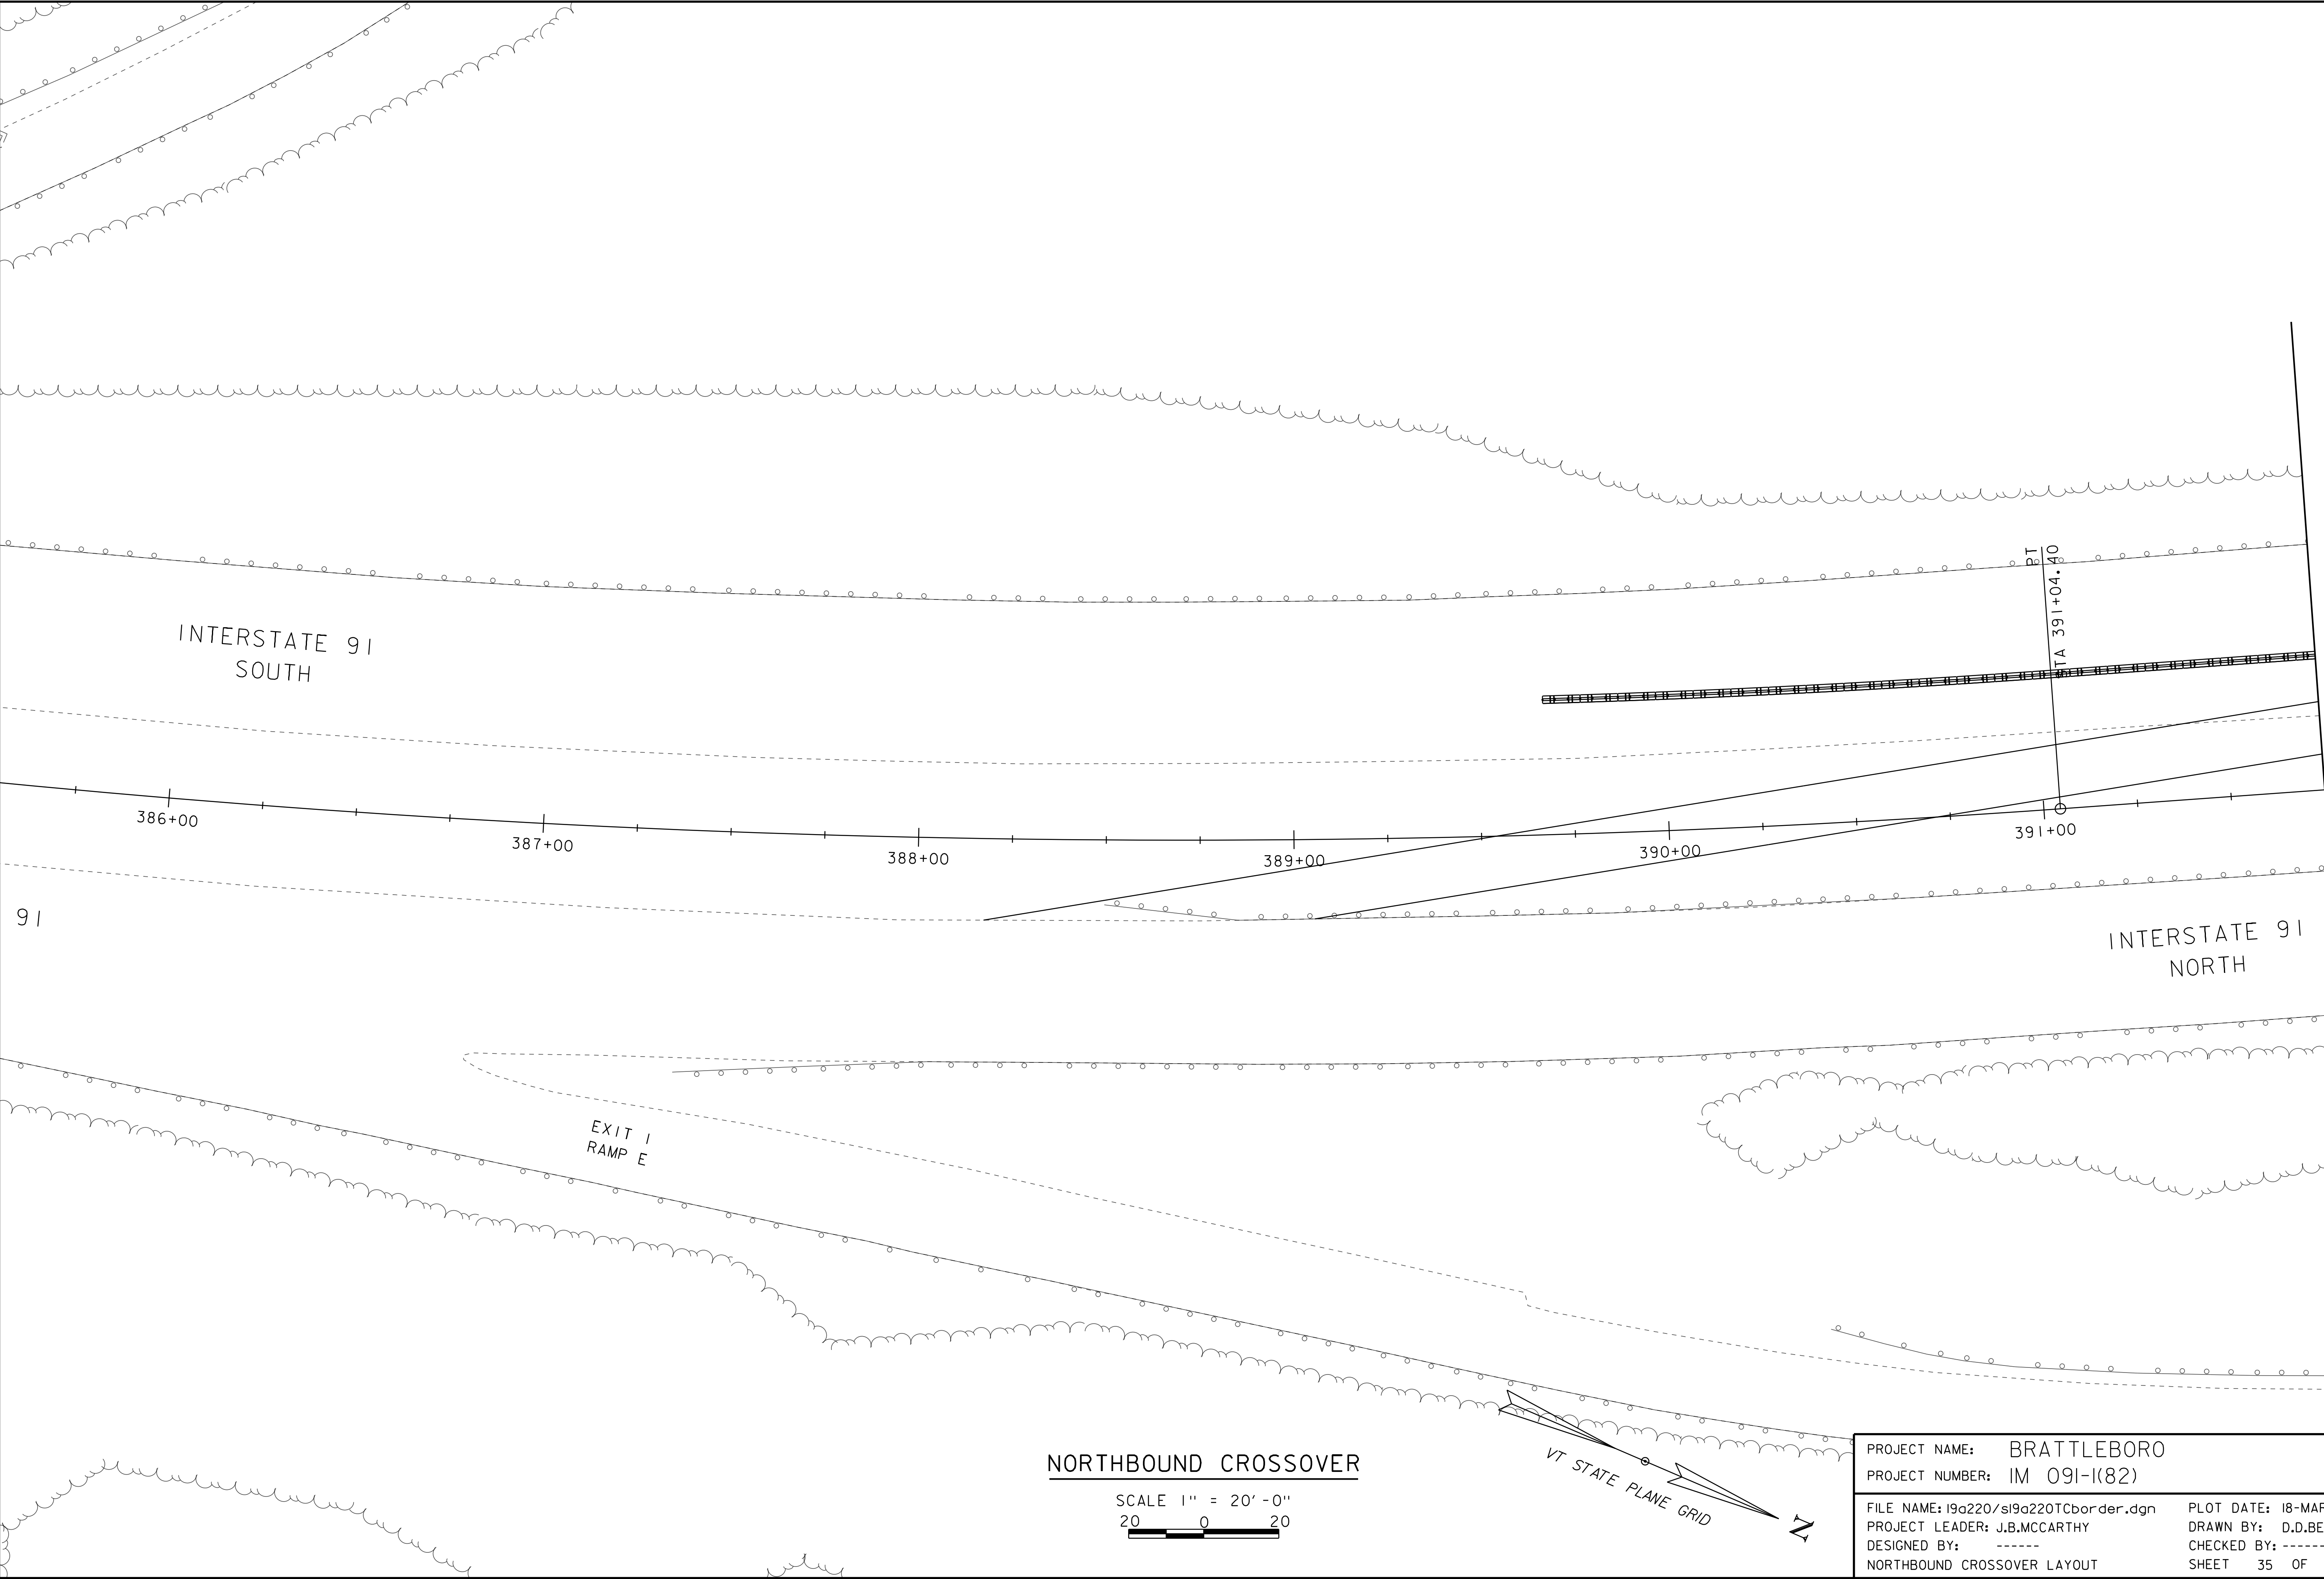 INTERSTATE 91
SOUTH
PT
STA 391+04.40
386+00
387+00
388+00
389+00
390+00
391+00
91
INTERSTATE 91
NORTH
EXIT 1
RAMP E
NORTHBOUND CROSSOVER
SCALE 1" = 20'-0"
20 0 20
VT STATE PLANE GRID
N
PROJECT NAME: BRATTLEBORO
PROJECT NUMBER: IM 091-1(82)
FILE NAME: 19a220/s19a220TCborder.dgn PLOT DATE: 18-MAR
PROJECT LEADER: J.B.MCCARTHY DRAWN BY: D.D.BE
DESIGNED BY: ------ CHECKED BY: ------
NORTHBOUND CROSSOVER LAYOUT SHEET 35 OF